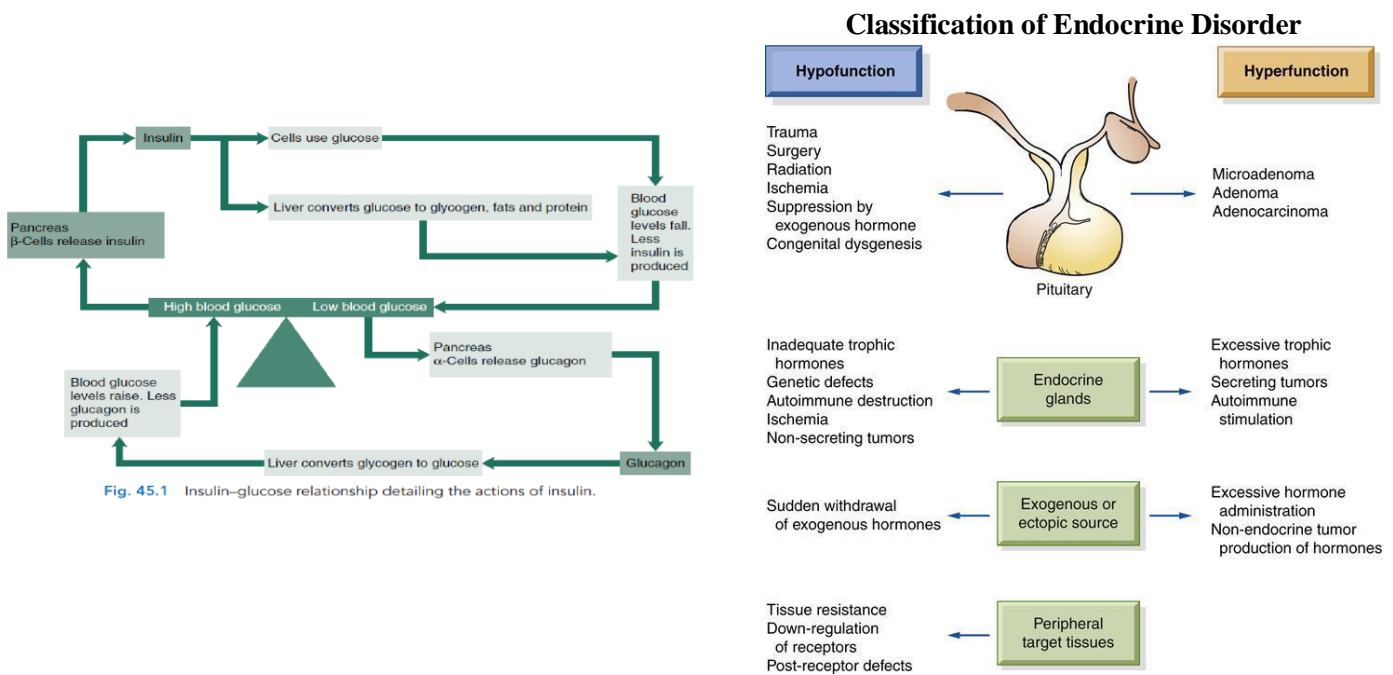 Insulin
Cells use glucose
Liver converts glucose to glycogen, fats and protein
Blood
glucose
levels fall.
Less
insulin is
produced
Pancreas
β-Cells release insulin
High blood glucose
Low blood glucose
Pancreas
α-Cells release glucagon
Blood glucose
levels raise. Less
glucagon is
produced
Liver converts glycogen to glucose
Glucagon
Fig. 45.1 Insulin–glucose relationship detailing the actions of insulin.
Classification of Endocrine Disorder
Hypofunction
Hyperfunction
Trauma
Surgery
Radiation
Ischemia
Suppression by
exogenous hormone
Congenital dysgenesis
Microadenoma
Adenoma
Adenocarcinoma
Pituitary
Inadequate trophic
hormones
Genetic defects
Autoimmune destruction
Ischemia
Non-secreting tumors
Endocrine
glands
Excessive trophic
hormones
Secreting tumors
Autoimmune
stimulation
Sudden withdrawal
of exogenous hormones
Exogenous or
ectopic source
Excessive hormone
administration
Non-endocrine tumor
production of hormones
Tissue resistance
Down-regulation
of receptors
Post-receptor defects
Peripheral
target tissues